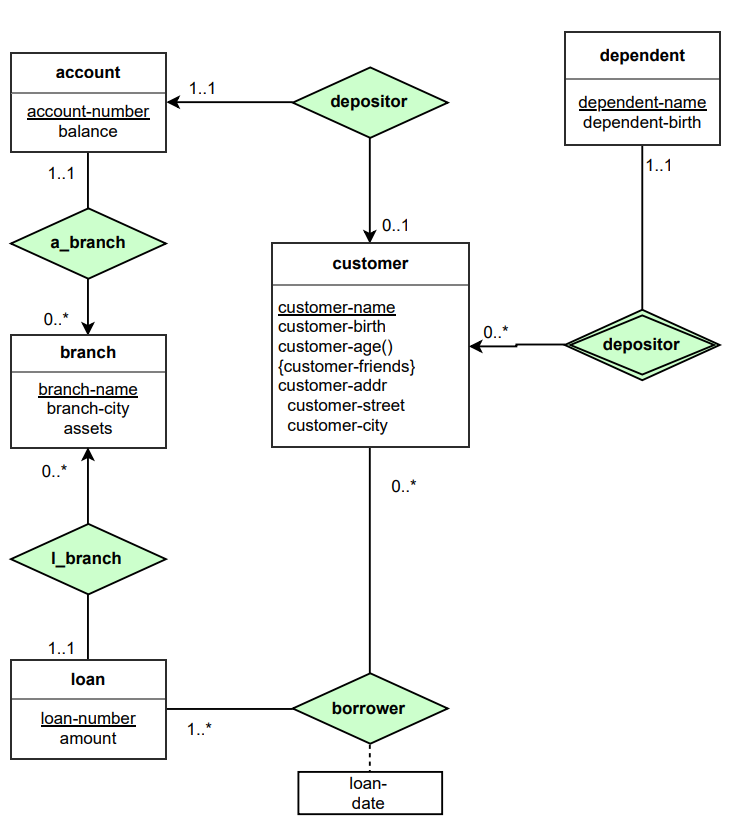 account
account-number
balance
1..1
depositor
dependent
dependent-name
dependent-birth
1..1
1..1
a_branch
0..*
0..1
customer
customer-name
customer-birth
customer-age()
{customer-friends}
customer-addr
customer-street
customer-city
0..*
depositor
branch
branch-name
branch-city
assets
0..*
0..*
l_branch
1..1
loan
loan-number
amount
1..*
borrower
loan-
date